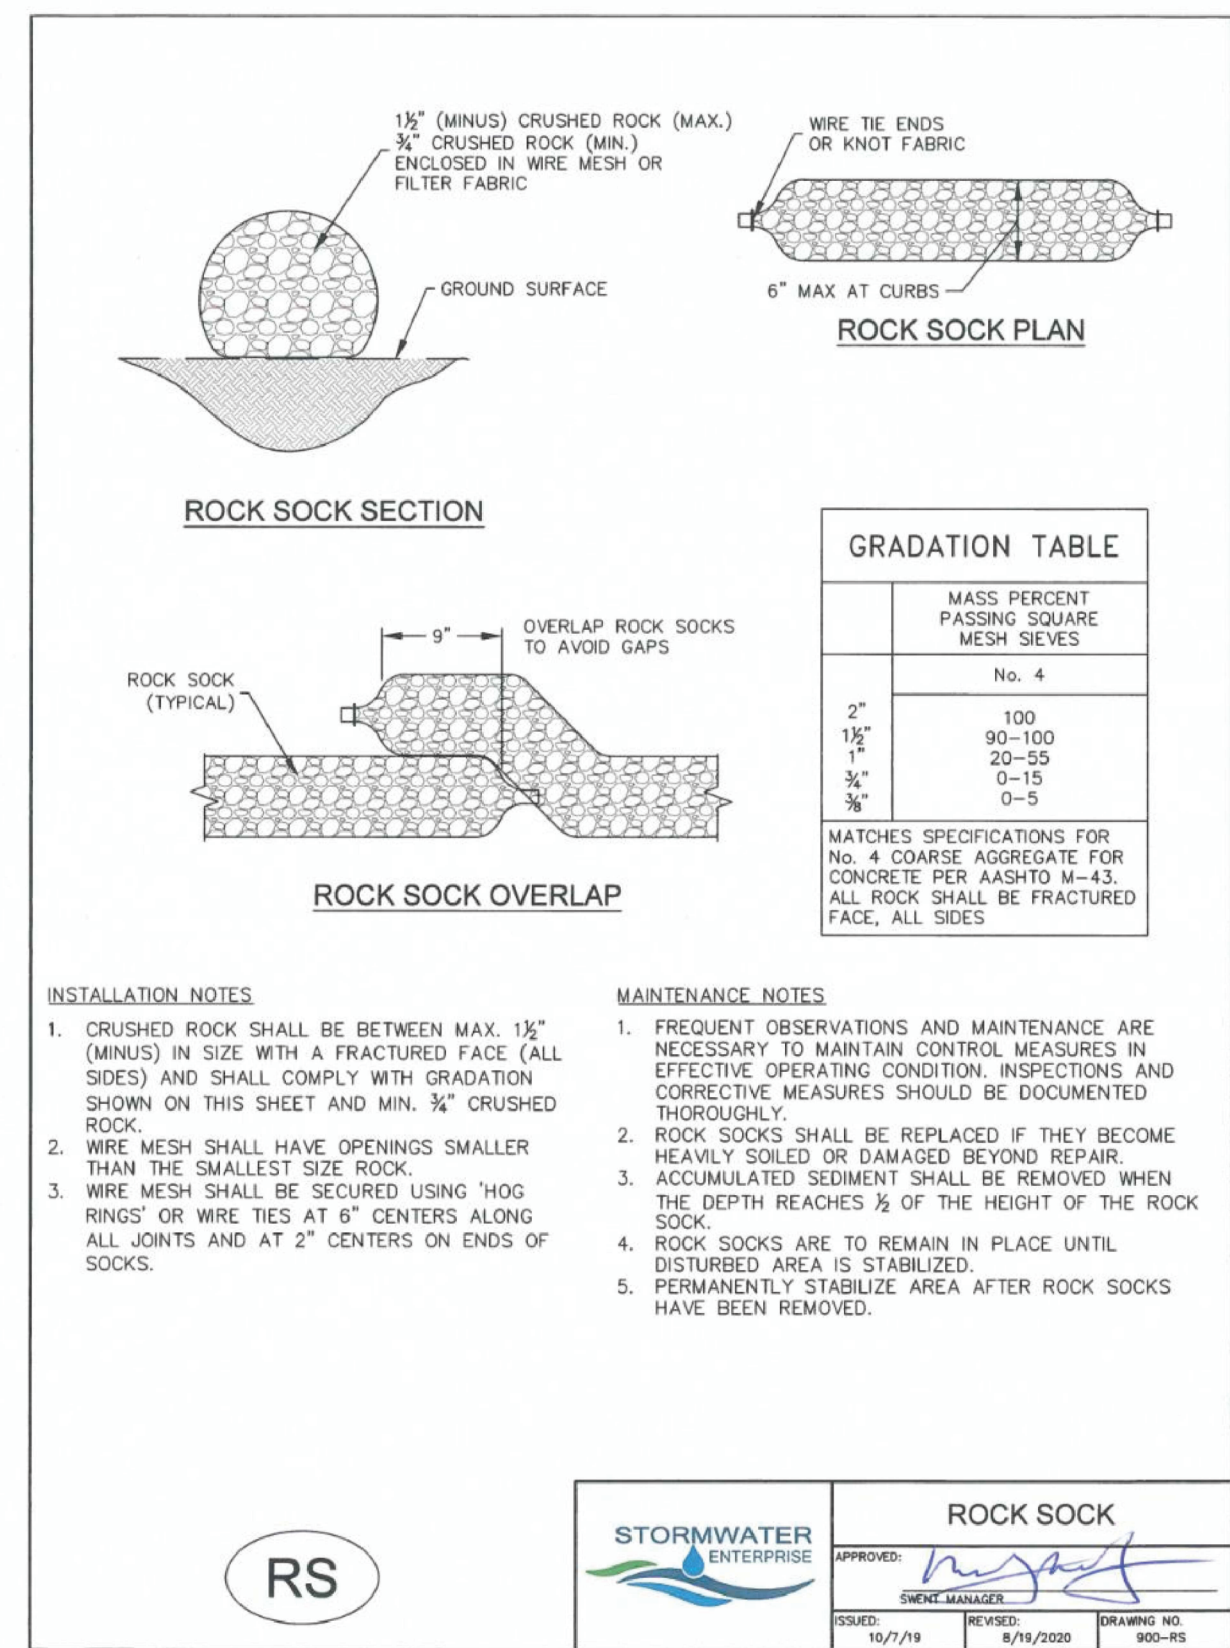 1½" (MINUS) CRUSHED ROCK (MAX.)
¾" CRUSHED ROCK (MIN.)
ENCLOSED IN WIRE MESH OR
FILTER FABRIC
GROUND SURFACE
ROCK SOCK SECTION
WIRE TIE ENDS
OR KNOT FABRIC
6" MAX AT CURBS
ROCK SOCK PLAN
9"
OVERLAP ROCK SOCKS
TO AVOID GAPS
ROCK SOCK
(TYPICAL)
ROCK SOCK OVERLAP
GRADATION TABLE
MASS PERCENT
PASSING SQUARE
MESH SIEVES
No. 4
2" 100
1½" 90-100
1" 20-55
¾" 0-15
⅜" 0-5
MATCHES SPECIFICATIONS FOR
No. 4 COARSE AGGREGATE FOR
CONCRETE PER AASHTO M-43.
ALL ROCK SHALL BE FRACTURED
FACE, ALL SIDES
INSTALLATION NOTES
1. CRUSHED ROCK SHALL BE BETWEEN MAX. 1½"
(MINUS) IN SIZE WITH A FRACTURED FACE (ALL
SIDES) AND SHALL COMPLY WITH GRADATION
SHOWN ON THIS SHEET AND MIN. ¾" CRUSHED
ROCK.
2. WIRE MESH SHALL HAVE OPENINGS SMALLER
THAN THE SMALLEST SIZE ROCK.
3. WIRE MESH SHALL BE SECURED USING 'HOG
RINGS' OR WIRE TIES AT 6" CENTERS ALONG
ALL JOINTS AND AT 2" CENTERS ON ENDS OF
SOCKS.
MAINTENANCE NOTES
1. FREQUENT OBSERVATIONS AND MAINTENANCE ARE
NECESSARY TO MAINTAIN CONTROL MEASURES IN
EFFECTIVE OPERATING CONDITION. INSPECTIONS AND
CORRECTIVE MEASURES SHOULD BE DOCUMENTED
THOROUGHLY.
2. ROCK SOCKS SHALL BE REPLACED IF THEY BECOME
HEAVILY SOILED OR DAMAGED BEYOND REPAIR.
3. ACCUMULATED SEDIMENT SHALL BE REMOVED WHEN
THE DEPTH REACHES ½ OF THE HEIGHT OF THE ROCK
SOCK.
4. ROCK SOCKS ARE TO REMAIN IN PLACE UNTIL
DISTURBED AREA IS STABILIZED.
5. PERMANENTLY STABILIZE AREA AFTER ROCK SOCKS
HAVE BEEN REMOVED.
RS
STORMWATER
ENTERPRISE
ROCK SOCK
APPROVED:
SWENT MANAGER
ISSUED: REVISED: DRAWING NO.
10/7/19 8/19/2020 900-RS